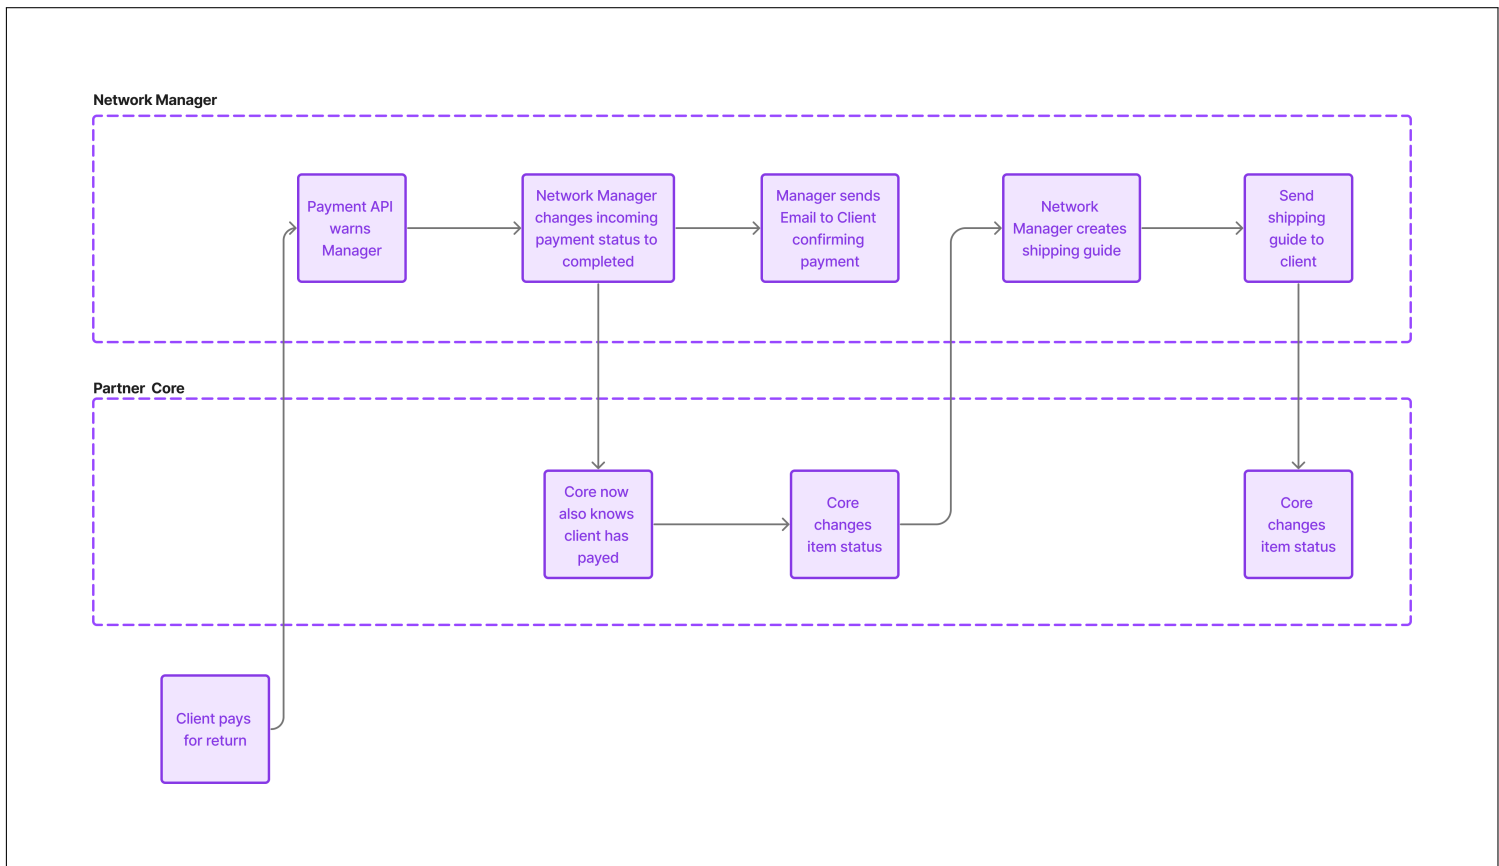 Network Manager
Payment API
warns
Manager
Network Manager
changes incoming
payment status to
completed
Manager sends
Email to Client
confirming
payment
Network
Manager creates
shipping guide
Send
shipping
guide to
client
Partner  Core
Core now
also knows
client has
payed
Core
changes
item status
Core
changes
item status
Client pays
for return